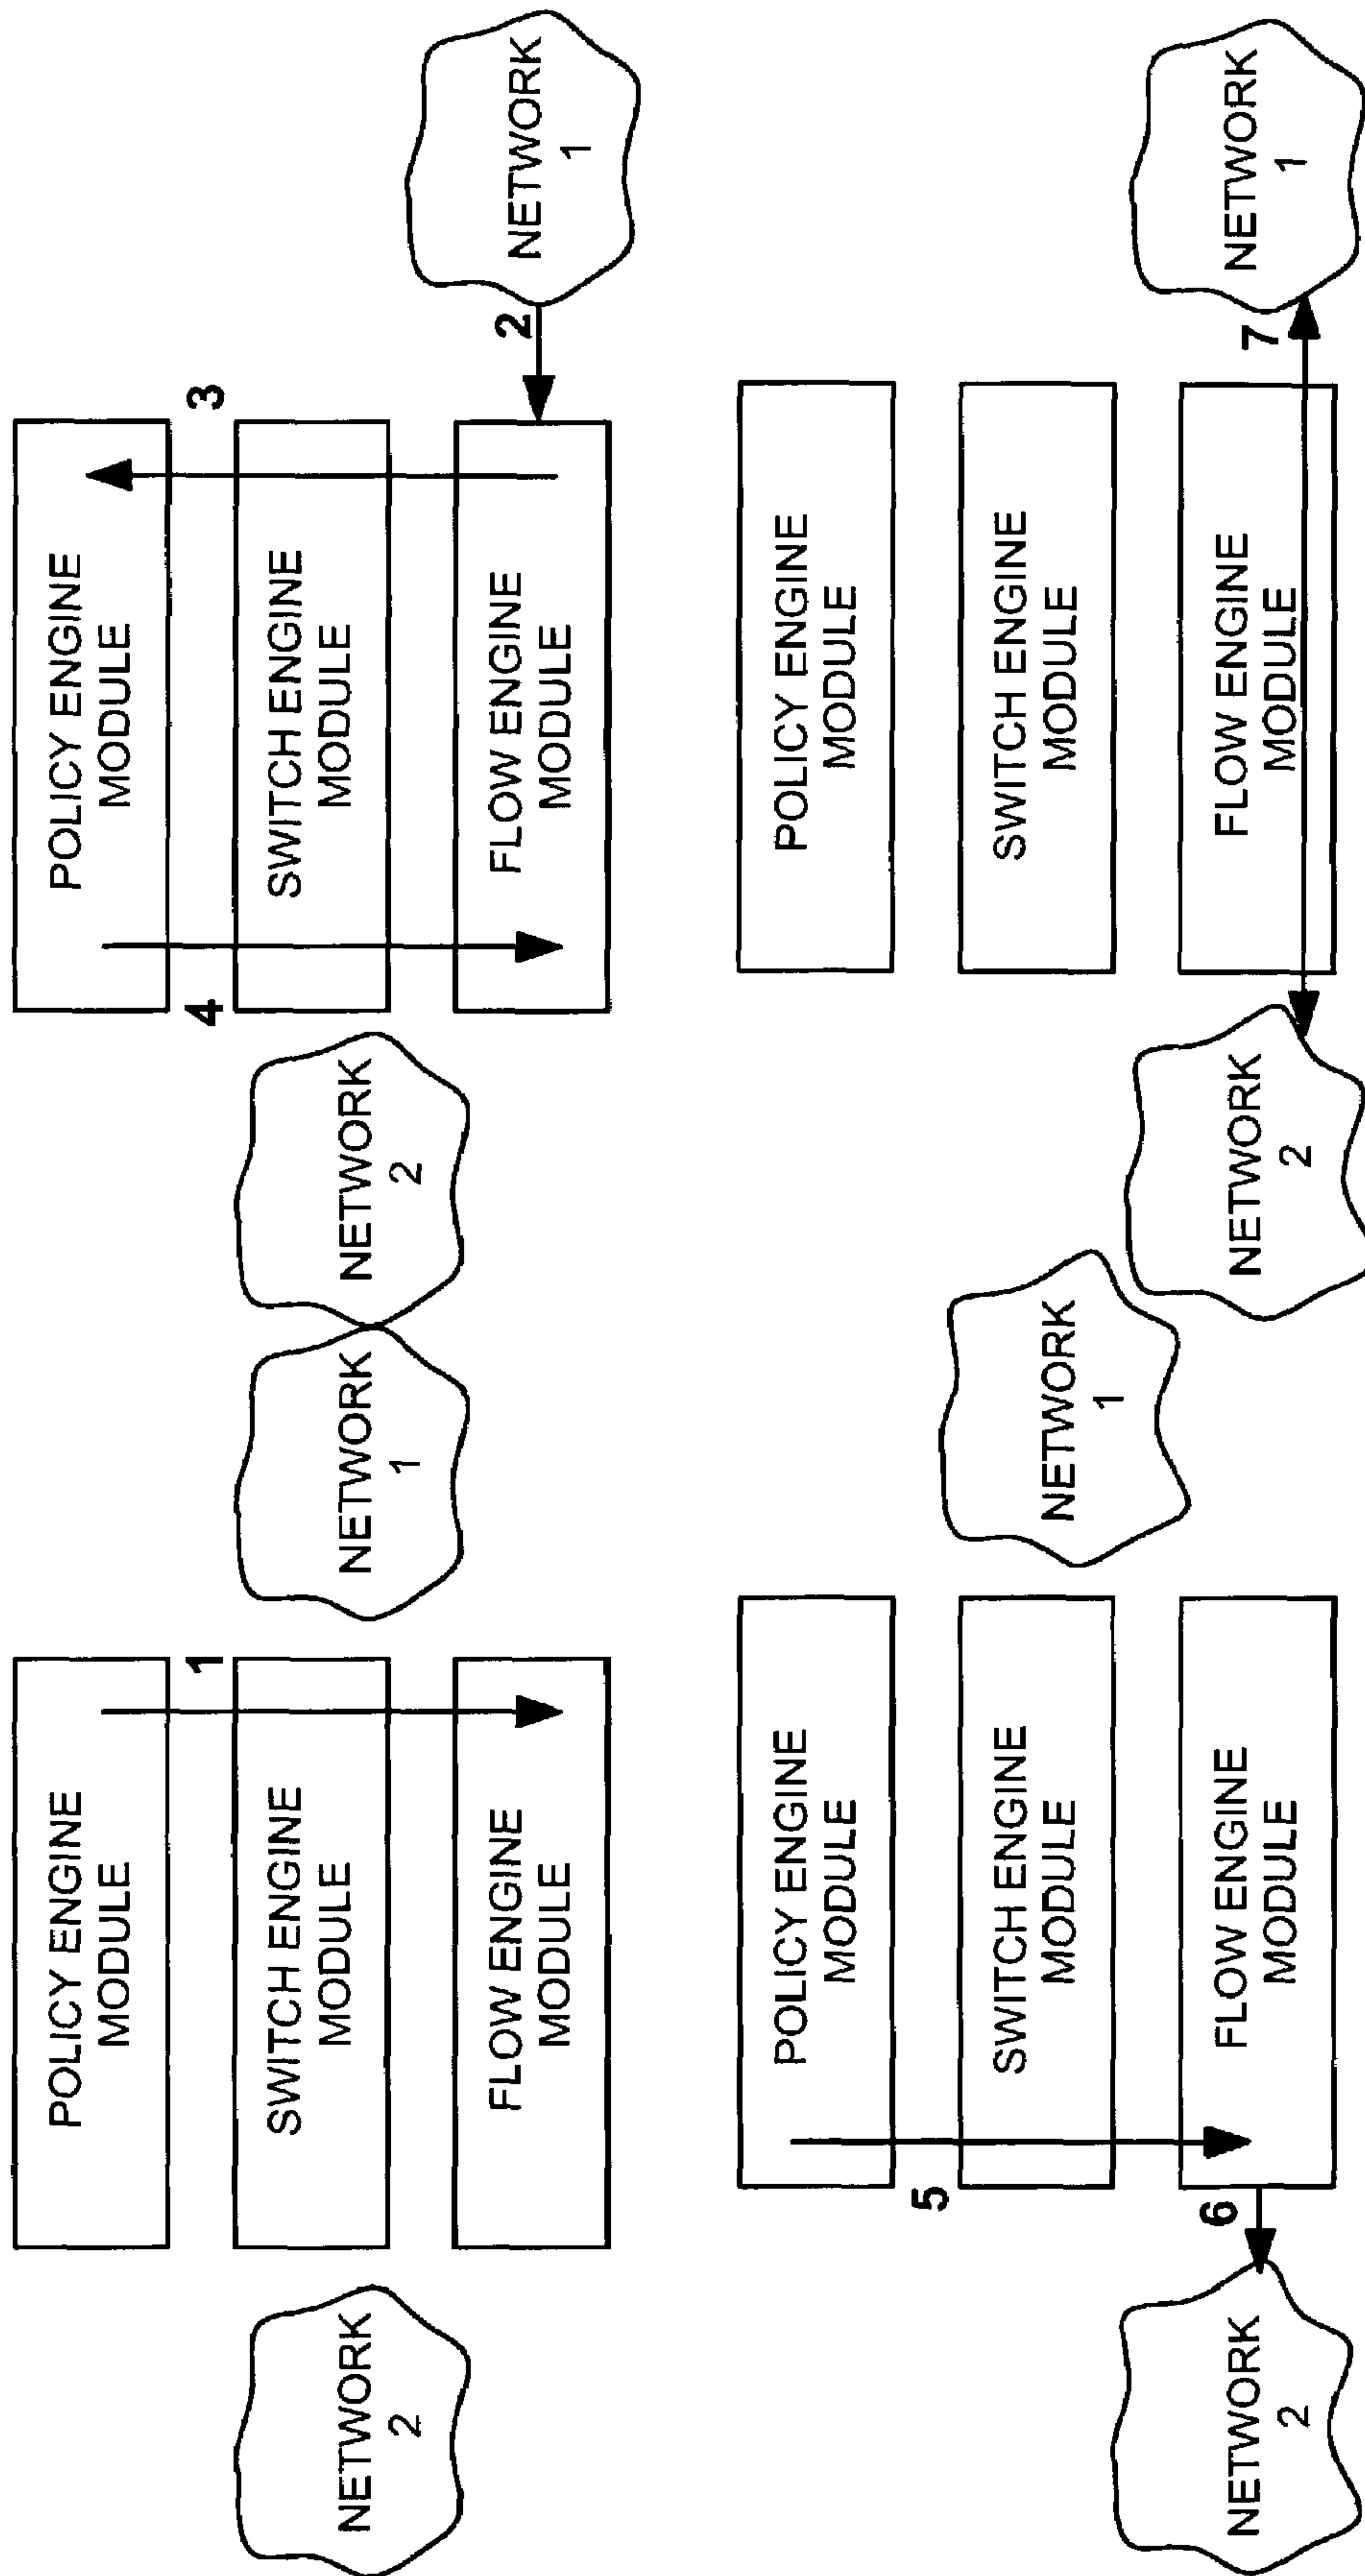 NETWORK
2
POLICY ENGINE
MODULE
1
SWITCH ENGINE
MODULE
FLOW ENGINE
MODULE
NETWORK
1
NETWORK
2
POLICY ENGINE
MODULE
4
3
SWITCH ENGINE
MODULE
FLOW ENGINE
MODULE
2
NETWORK
1
NETWORK
2
POLICY ENGINE
MODULE
5
SWITCH ENGINE
MODULE
6
FLOW ENGINE
MODULE
NETWORK
1
NETWORK
2
POLICY ENGINE
MODULE
SWITCH ENGINE
MODULE
FLOW ENGINE
MODULE
7
NETWORK
1